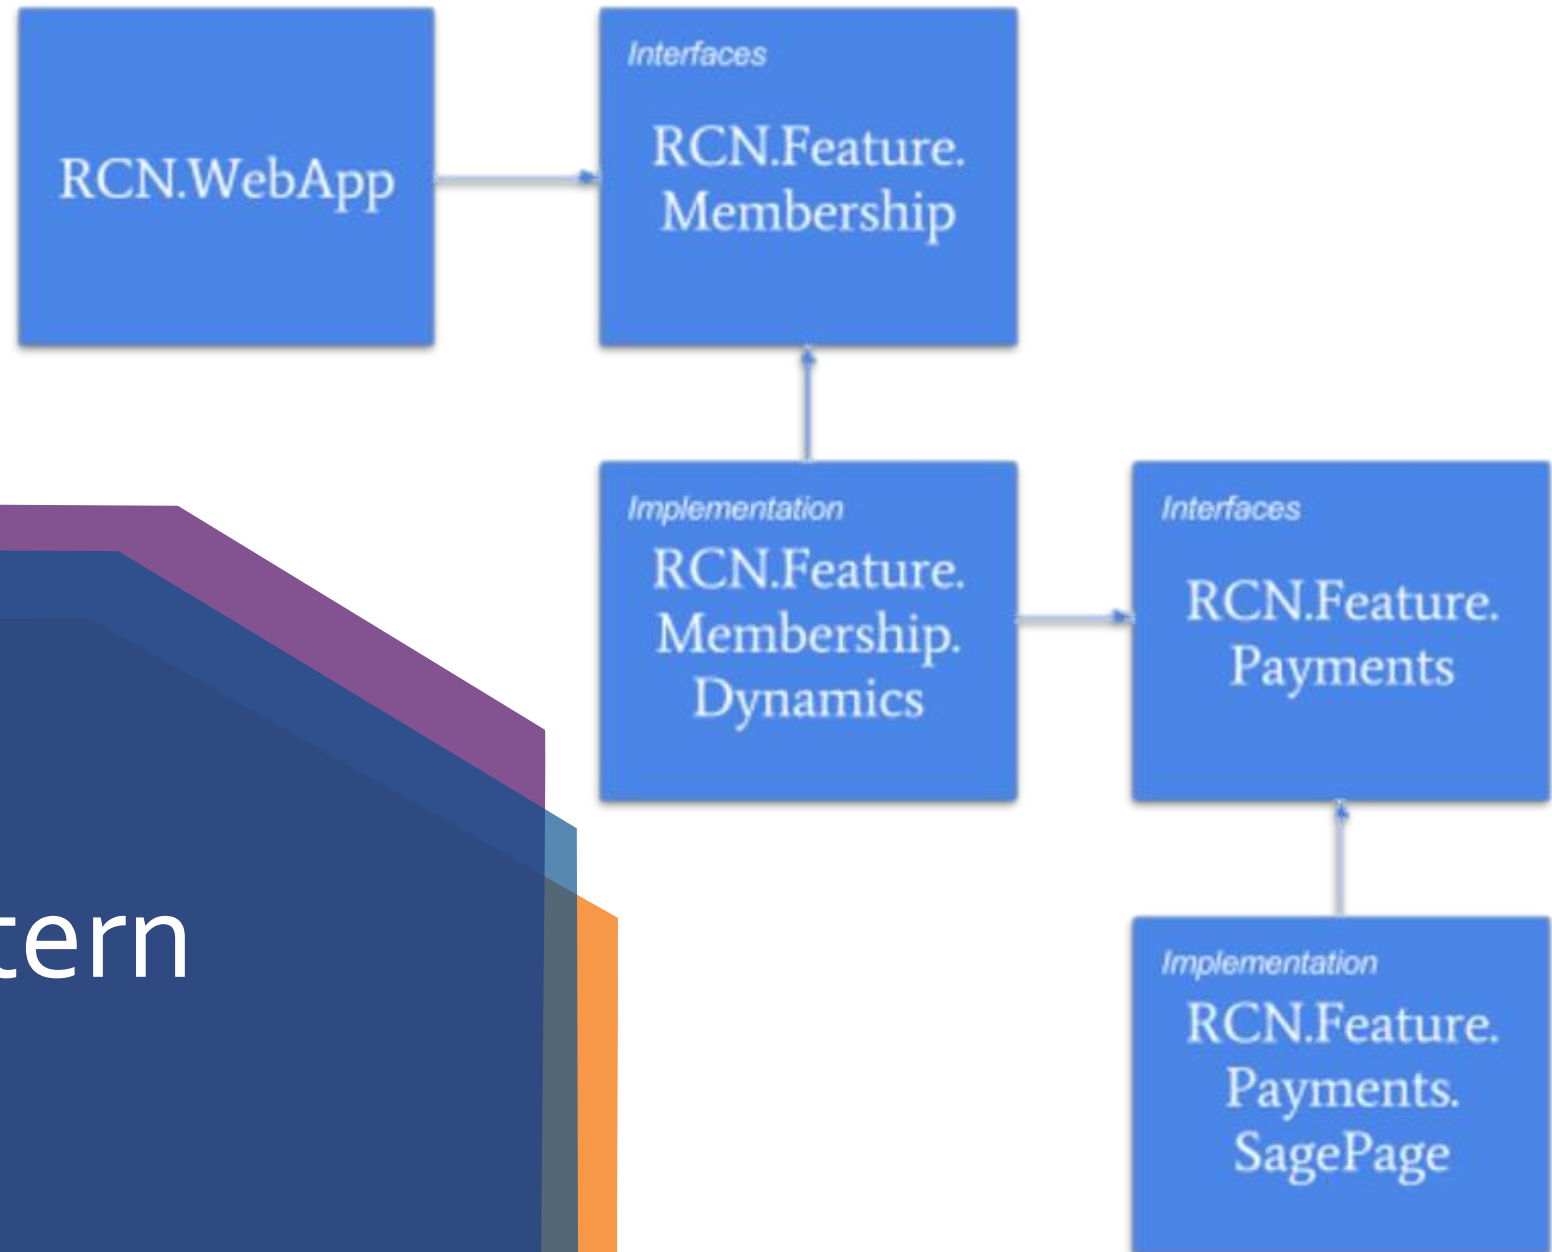 RCN.WebApp
Interfaces
RCN.Feature.
Membership
Implementation
RCN.Feature.
Membership.
Dynamics
Interfaces
RCN.Feature.
Payments
tern
Implementation
RCN.Feature.
Payments.
SagePage